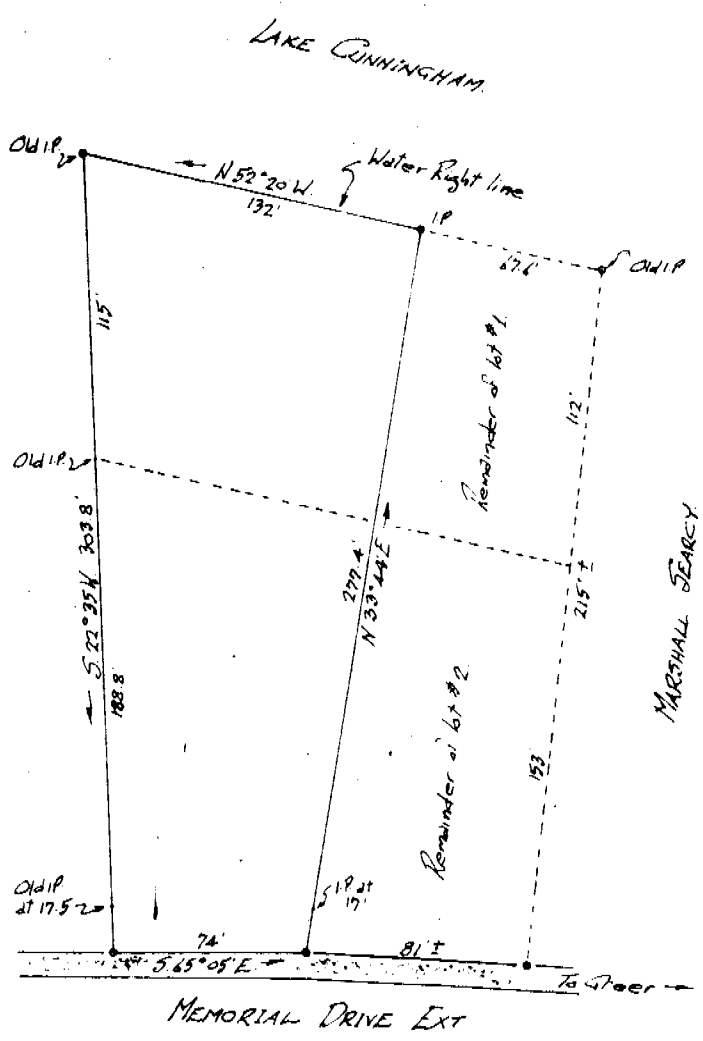 LAKE CUNNINGHAM.
Old I.P.
N 52°20' W.
132'
Water Right line
I.P.
67.6'
Old I.P.
115'
Remainder of lot #1.
112'
Old I.P.
S. 22°35' W 303.8'
188.8'
277.4'
N 33°44' E
215' ±
MARSHALL SEARCY.
Remainder of lot #2
153
Old I.P.
at 17.5
I.P. at
17'
74'
S. 65°05' E.
81' ±
To Greer
MEMORIAL DRIVE EXT